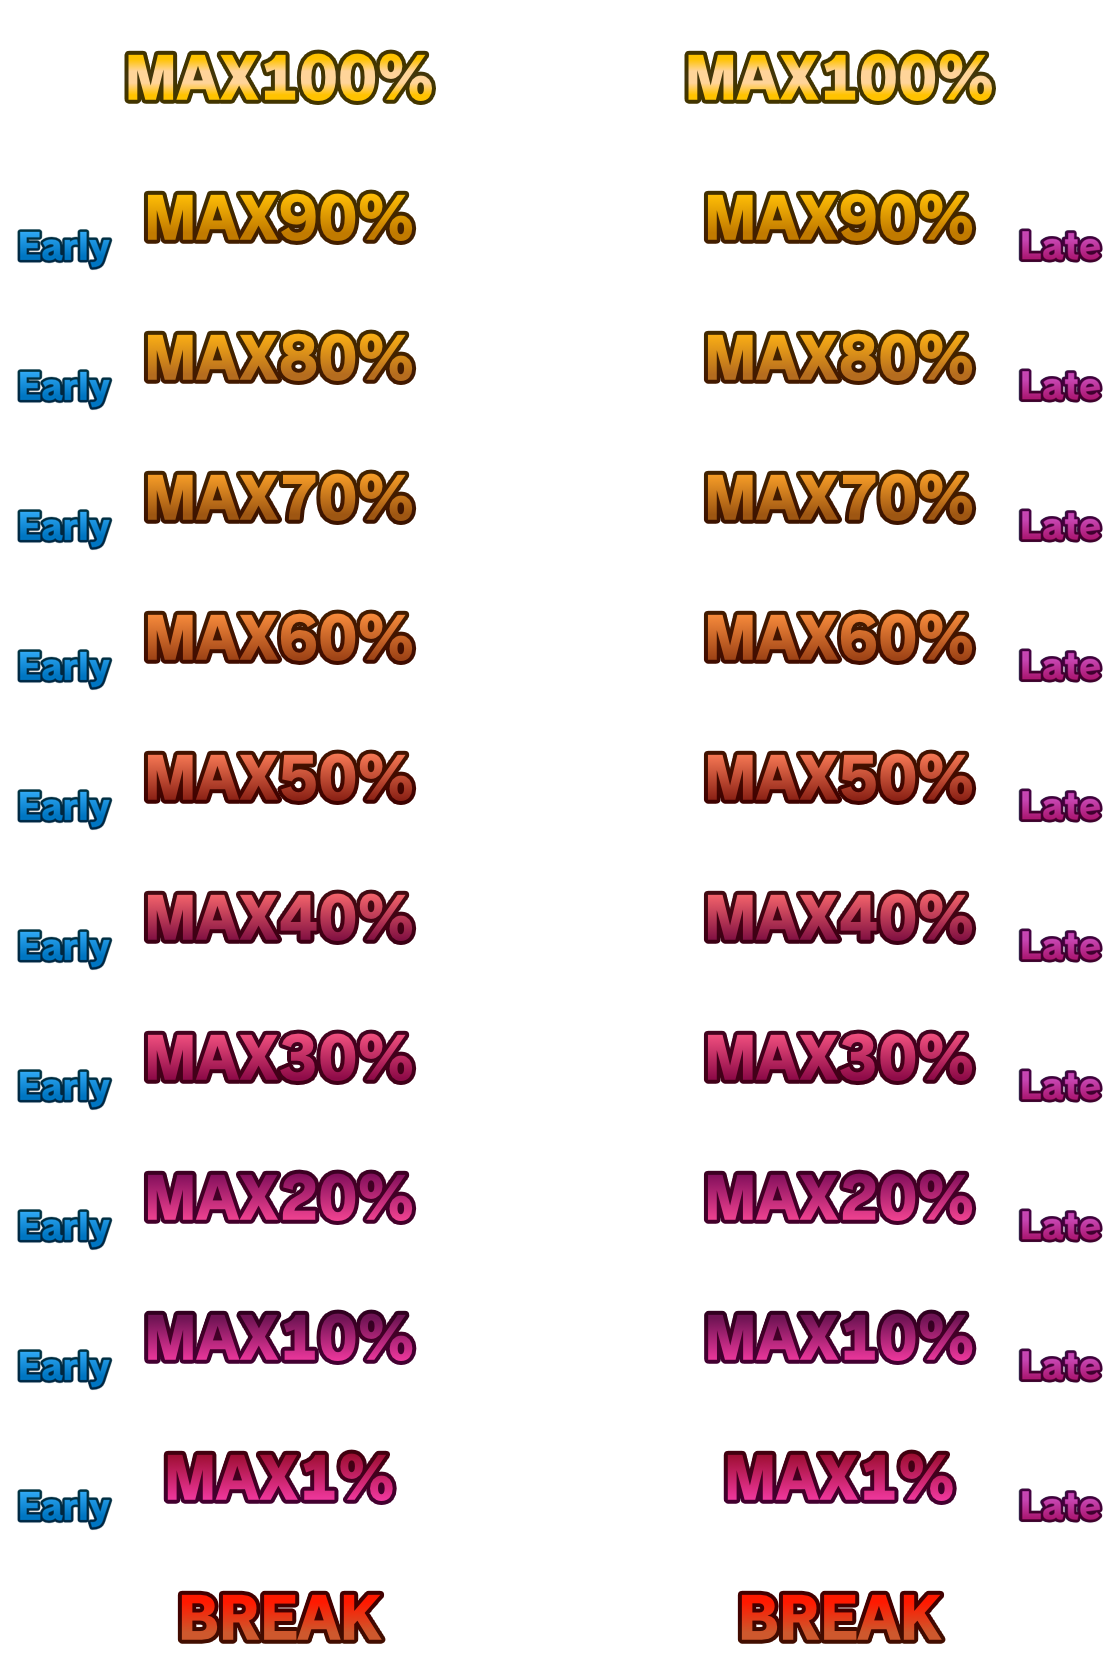 MAX100% MAX100%
Early MAX90% MAX90% Late
Early MAX80% MAX80% Late
Early MAX70% MAX70% Late
Early MAX60% MAX60% Late
Early MAX50% MAX50% Late
Early MAX40% MAX40% Late
Early MAX30% MAX30% Late
Early MAX20% MAX20% Late
Early MAX10% MAX10% Late
Early MAX1% MAX1% Late
BREAK BREAK